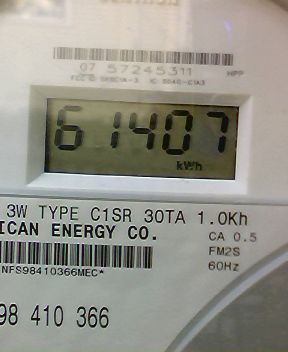 07 57245311 HPP
61407
kWh
3W TYPE C1SR 30TA 1.0Kh
ICAN ENERGY CO.
CA 0.5
FM2S
60Hz
NFS98410366MEC*
98 410 366